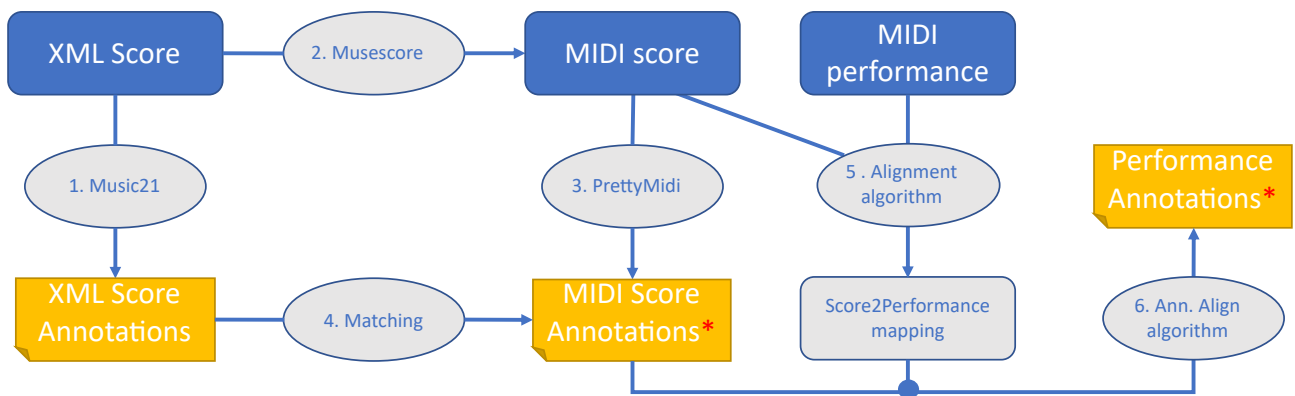 XML Score
2. Musescore
MIDI score
MIDI
performance
1. Music21
3. PrettyMidi
5 . Alignment
algorithm
Performance
Annotations*
XML Score
Annotations
4. Matching
MIDI Score
Annotations*
Score2Performance
mapping
6. Ann. Align
algorithm